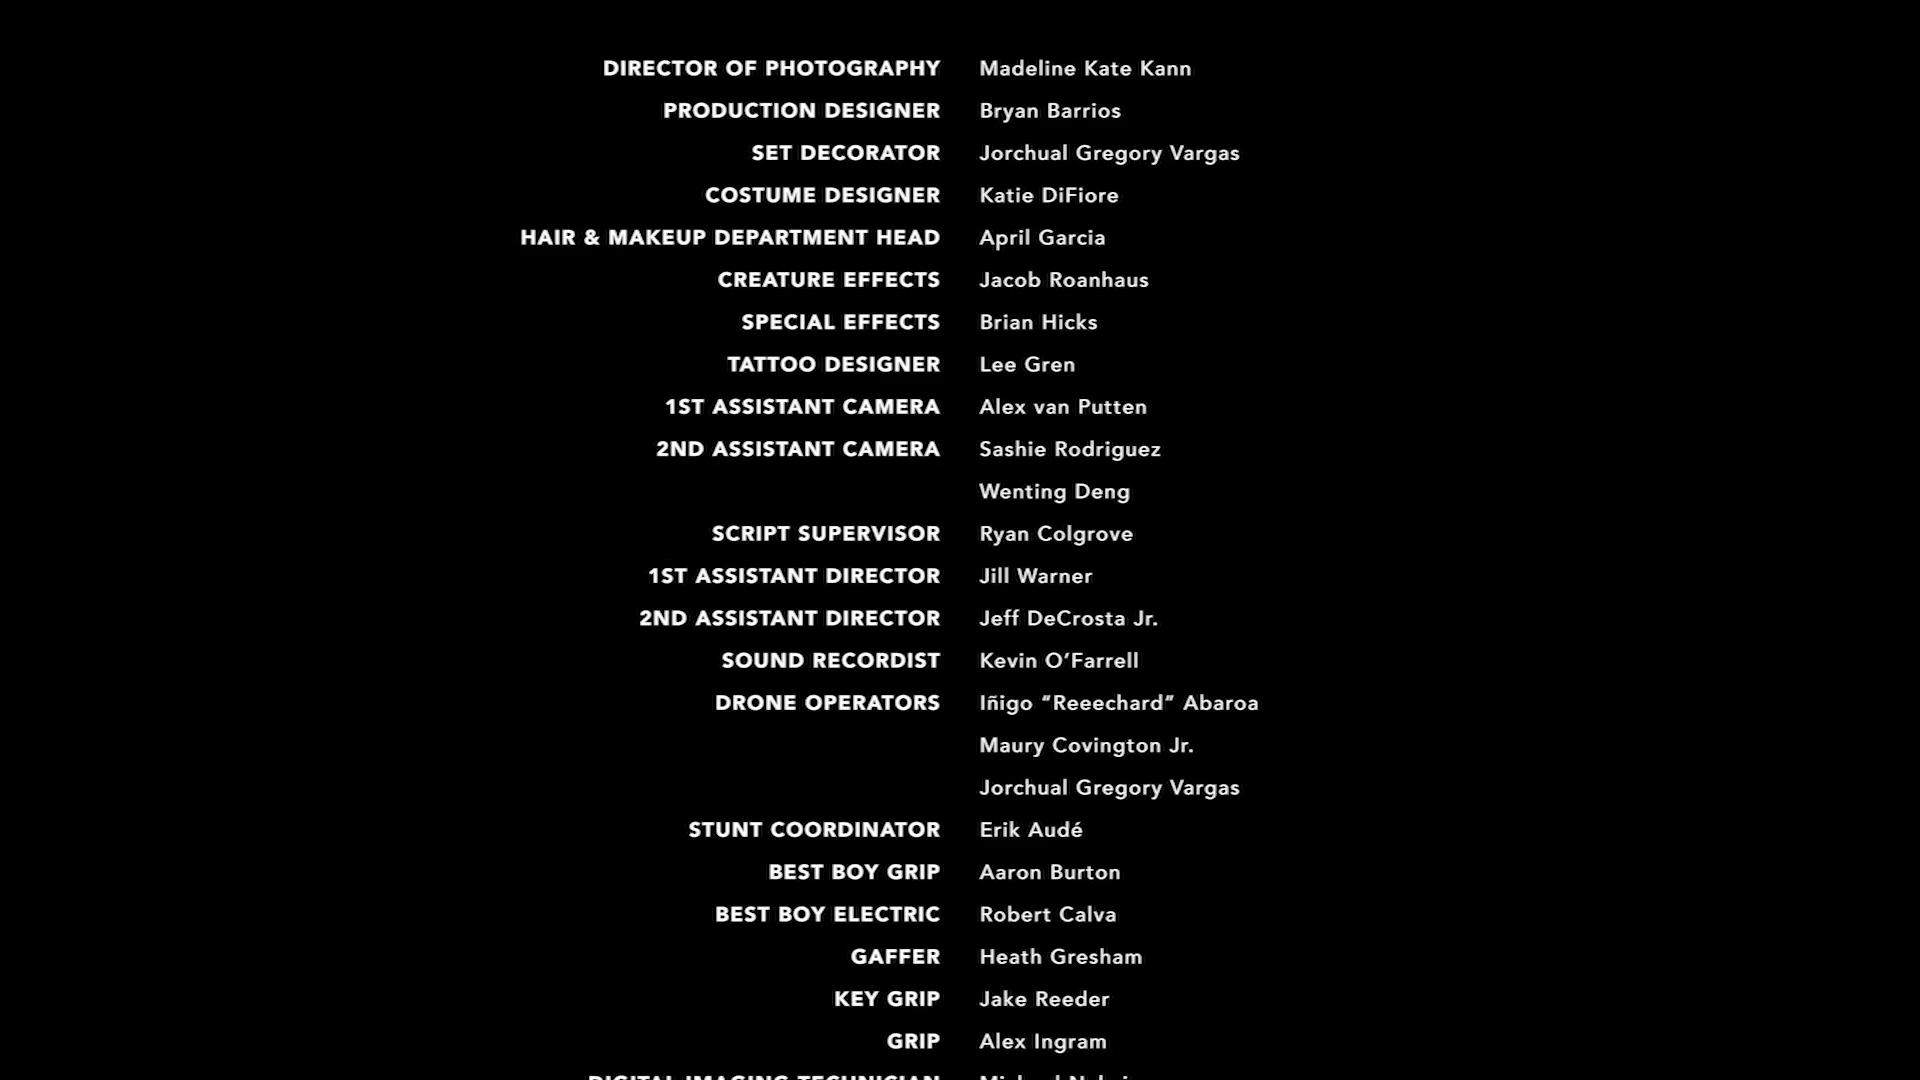 DIRECTOR OF PHOTOGRAPHY Madeline Kate Kann
PRODUCTION DESIGNER Bryan Barrios
SET DECORATOR Jorchual Gregory Vargas
COSTUME DESIGNER Katie DiFiore
HAIR & MAKEUP DEPARTMENT HEAD April Garcia
CREATURE EFFECTS Jacob Roanhaus
SPECIAL EFFECTS Brian Hicks
TATTOO DESIGNER Lee Gren
1ST ASSISTANT CAMERA Alex van Putten
2ND ASSISTANT CAMERA Sashie Rodriguez
Wenting Deng
SCRIPT SUPERVISOR Ryan Colgrove
1ST ASSISTANT DIRECTOR Jill Warner
2ND ASSISTANT DIRECTOR Jeff DeCrosta Jr.
SOUND RECORDIST Kevin O’Farrell
DRONE OPERATORS Iñigo “Reeechard” Abaroa
Maury Covington Jr.
Jorchual Gregory Vargas
STUNT COORDINATOR Erik Audé
BEST BOY GRIP Aaron Burton
BEST BOY ELECTRIC Robert Calva
GAFFER Heath Gresham
KEY GRIP Jake Reeder
GRIP Alex Ingram
DIGITAL IMAGING TECHNICIAN Michael